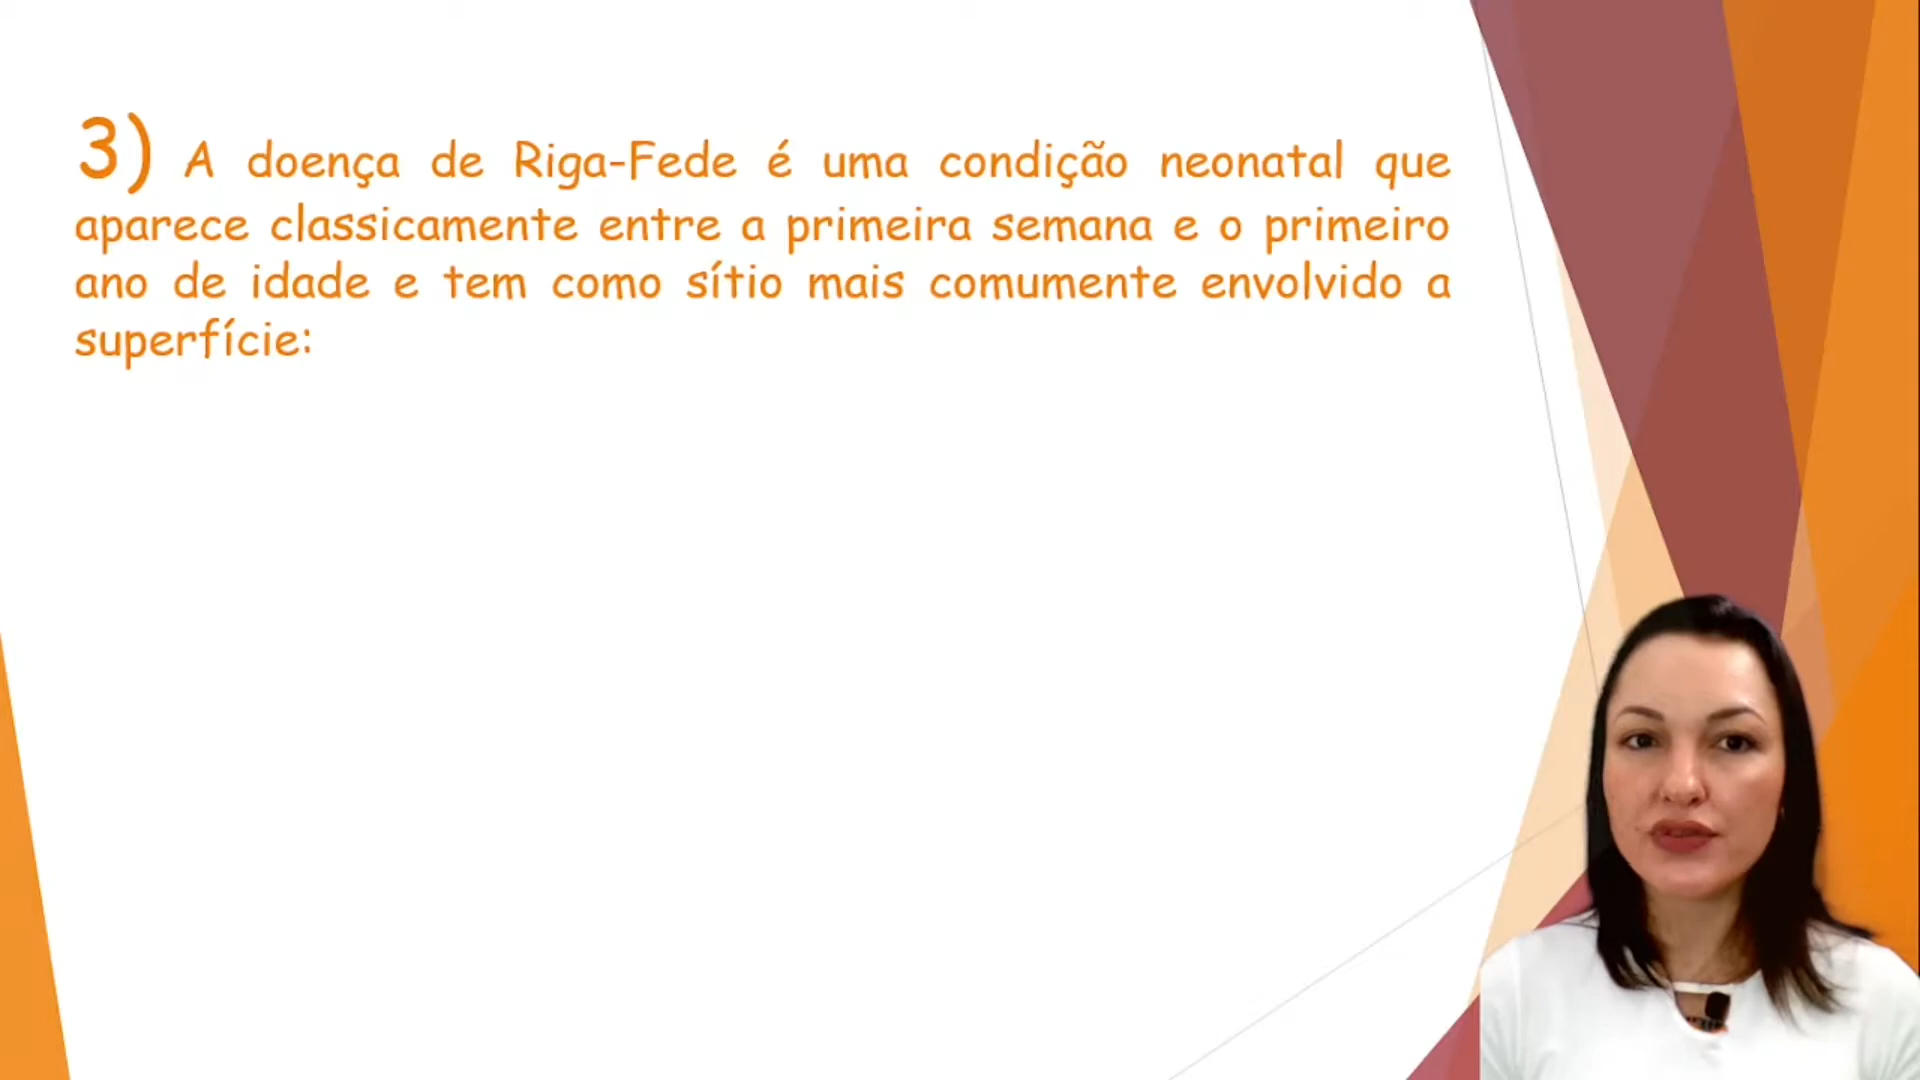 3) A doença de Riga-Fede é uma condição neonatal que
aparece classicamente entre a primeira semana e o primeiro
ano de idade e tem como sítio mais comumente envolvido a
superfície: